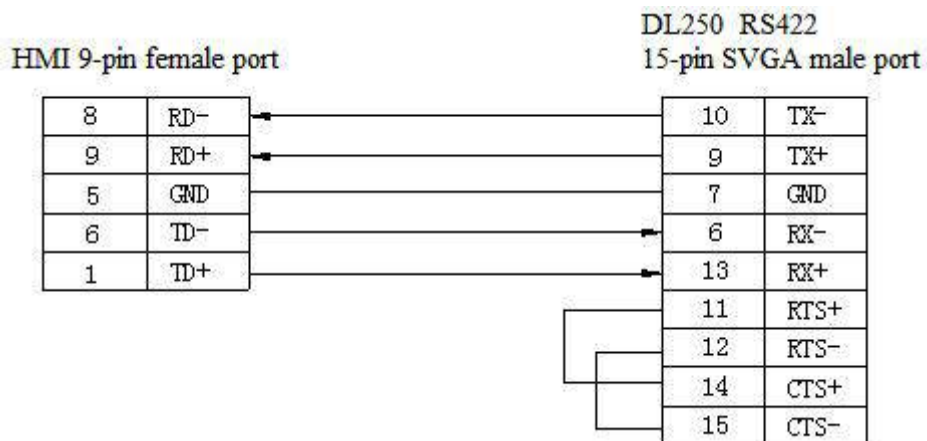 DL250 RS422
HMI 9-pin female port 15-pin SVGA male port
8 RD- 10 TX-
9 RD+ 9 TX+
5 GND 7 GND
6 TD- 6 RX-
1 TD+ 13 RX+
11 RTS+
12 RTS-
14 CTS+
15 CTS-